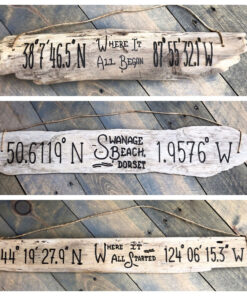 38°7'46.5"N Where It All Began 87°55'32.1" W
50.6119° N Swanage Beach, Dorset 1.9576° W
44° 19' 27.9" N Where It All Started 124° 06' 15.3" W